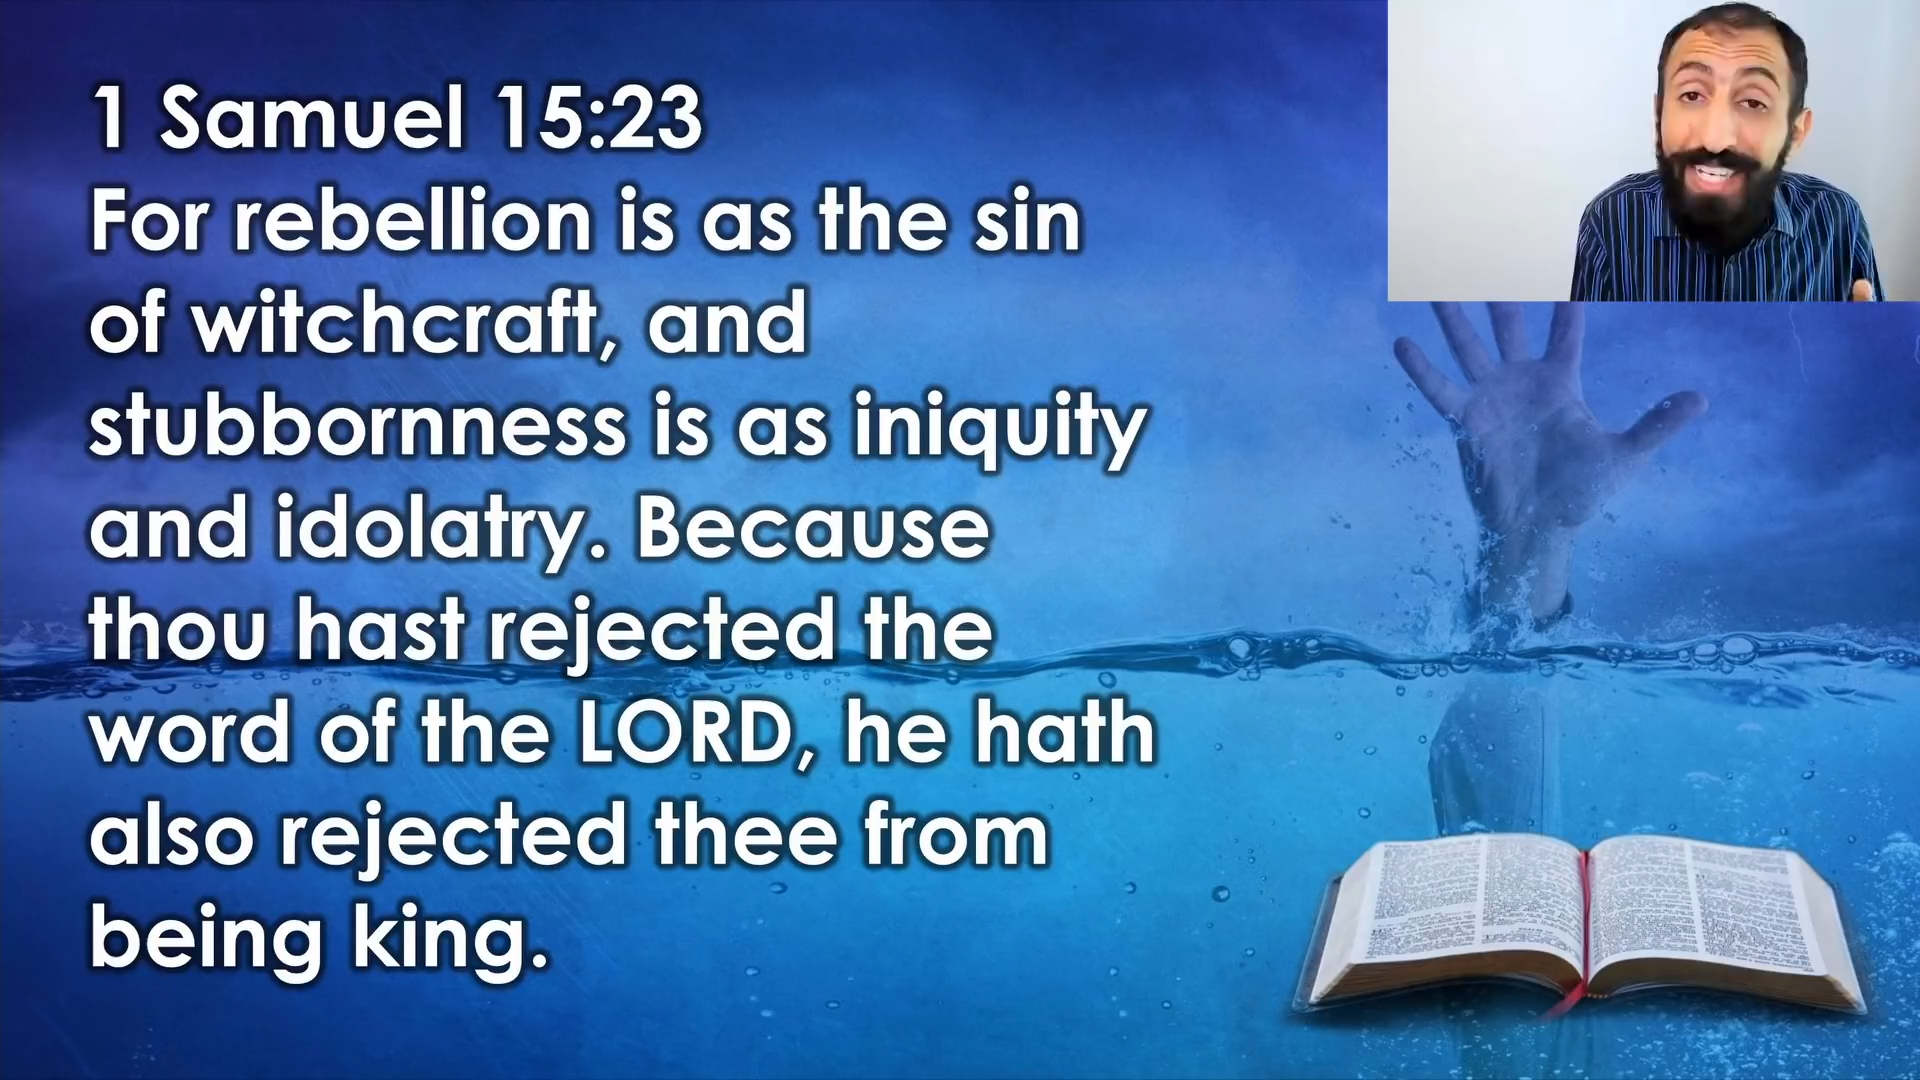 1 Samuel 15:23
For rebellion is as the sin
of witchcraft, and
stubbornness is as iniquity
and idolatry. Because
thou hast rejected the
word of the LORD, he hath
also rejected thee from
being king.